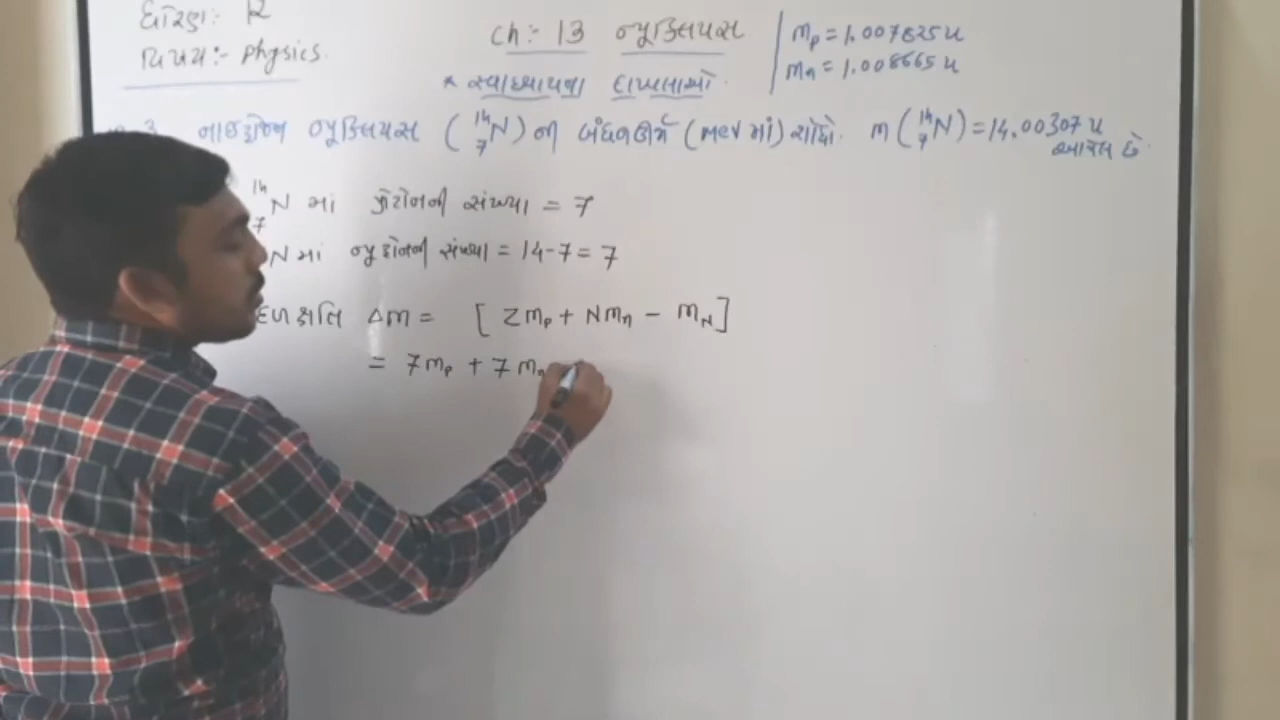 ધોરણ:- 12
વિષય:- physics.
ch:- 13 ન્યુક્લિયસ
* સ્વાધ્યાયના દાખલાઓ.
mₚ = 1.007825 u
mₙ = 1.008665 u
3 નાઇટ્રોજન ન્યુક્લિયસ (¹⁴₇N) ની બંધનઊર્જા (MeV માં) શોધો. m (¹⁴₇N) = 14.00307 u
આપેલ છે.
¹⁴₇N માં પ્રોટોનની સંખ્યા = 7
N માં ન્યુટ્રોનની સંખ્યા = 14-7 = 7
ક્ષતિ Δm = [Zmₚ + Nmₙ - m_N]
= 7mₚ + 7mₙ